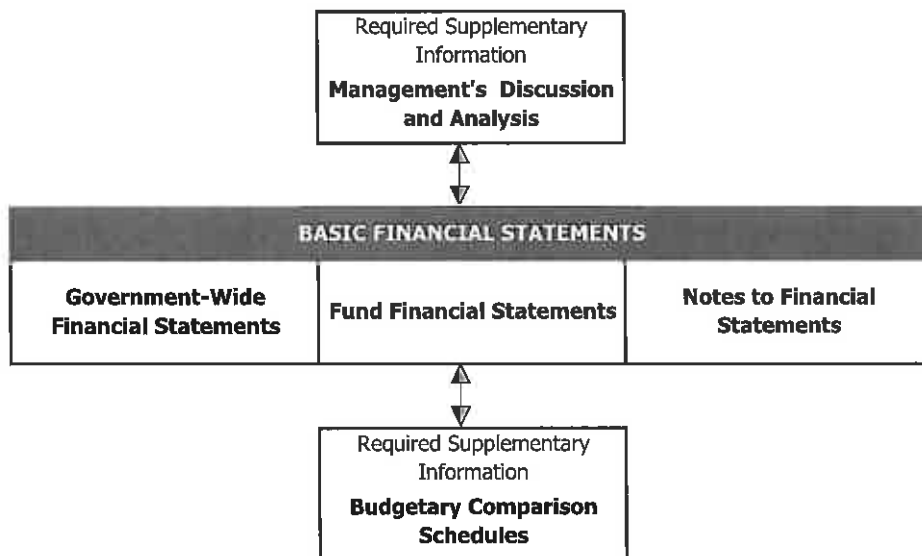 Required Supplementary
Information
Management's Discussion
and Analysis
BASIC FINANCIAL STATEMENTS
Government-Wide
Financial Statements
Fund Financial Statements
Notes to Financial
Statements
Required Supplementary
Information
Budgetary Comparison
Schedules